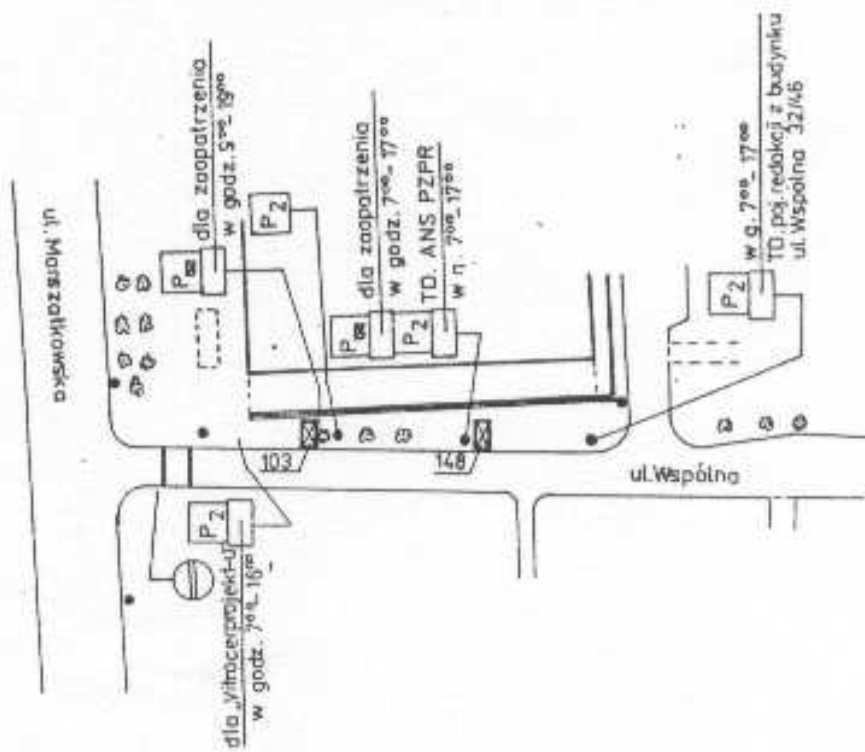 ul. Marszałkowska
P
dla zaopatrzenia
w godz. 5⁰⁰-19⁰⁰
P2
P
dla zaopatrzenia
w godz. 7⁰⁰-17⁰⁰
P2
TD. ANS PZPR
w n. 7⁰⁰-17⁰⁰
P2
w g. 7⁰⁰-17⁰⁰
TD. poj. redakcji z budynku
ul. Wspólna 32/46
103
148
ul. Wspólna
P2
dla „Vitrocerprojekt-u
w godz. 7⁰⁰-16⁰⁰